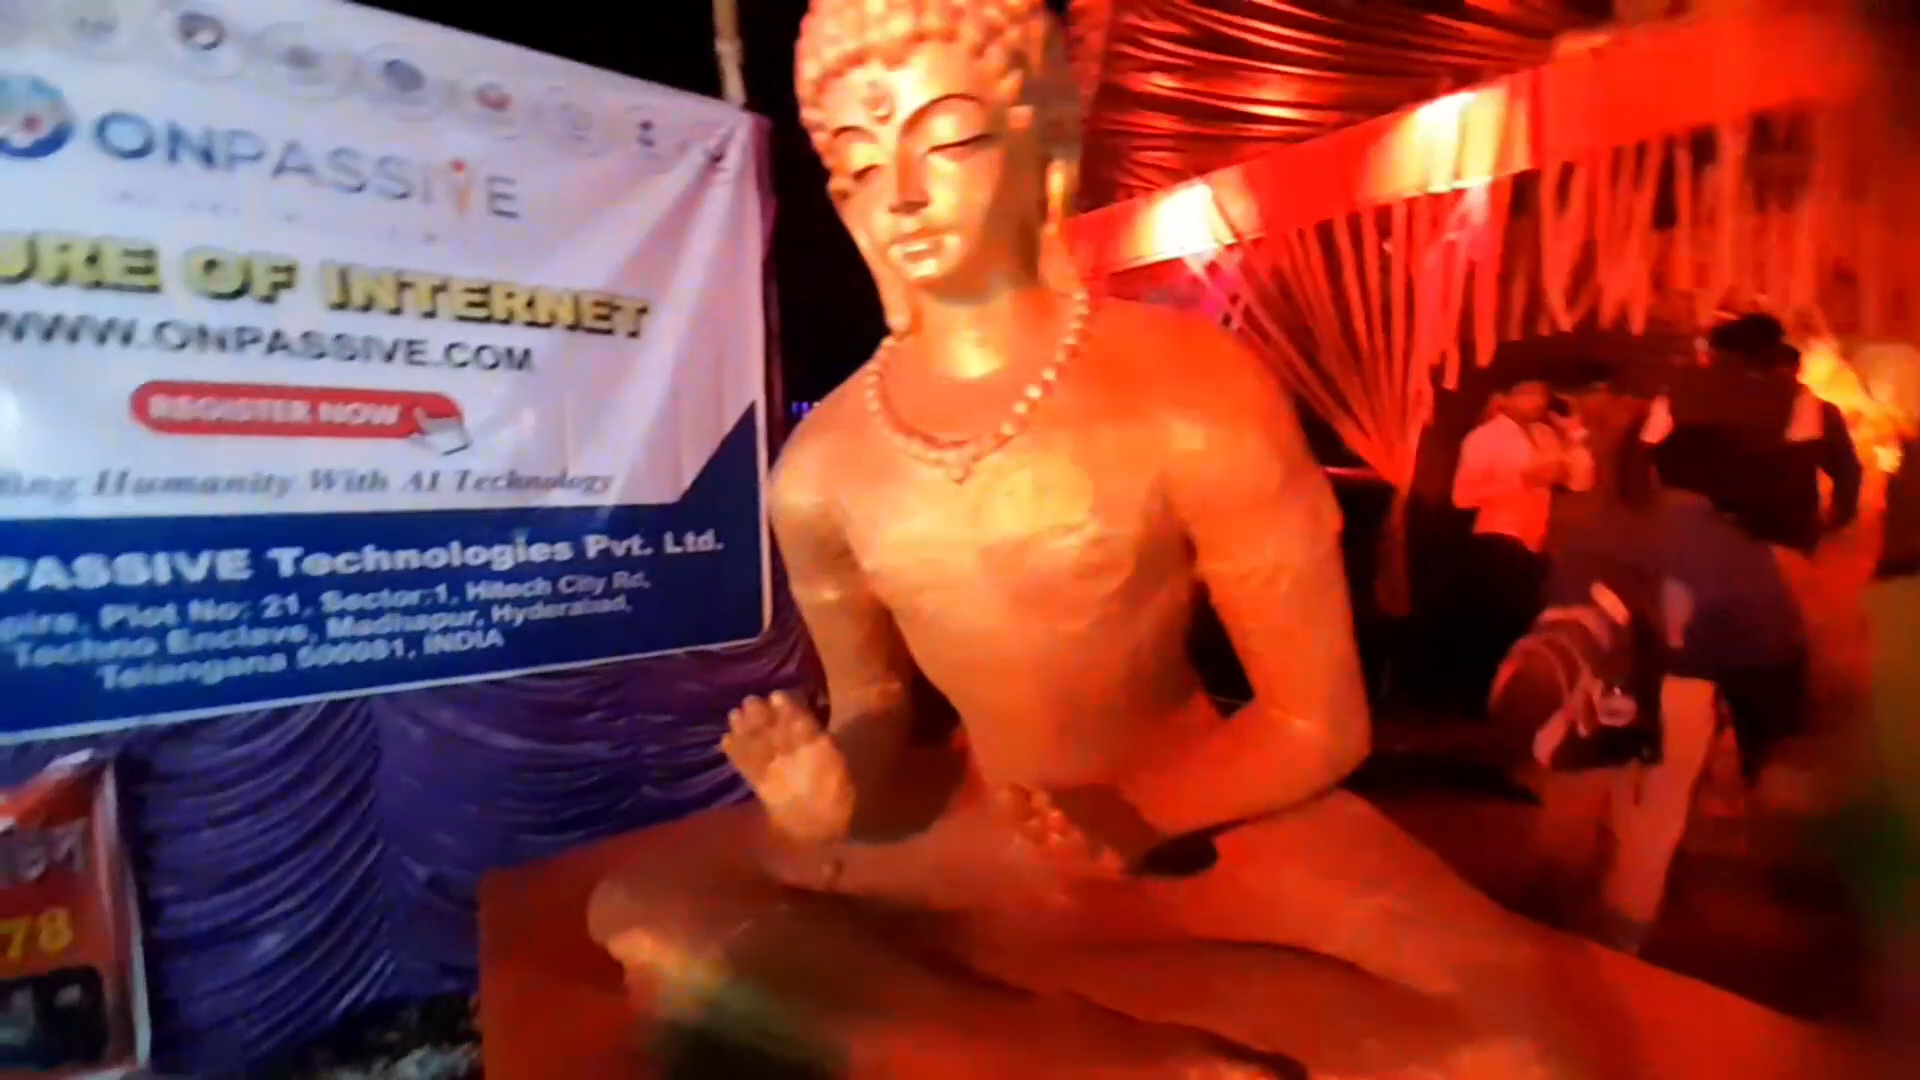 ONPASSIVE
URE OF INTERNET
WWW.ONPASSIVE.COM
REGISTER NOW
Humanity With AI Technology
PASSIVE Technologies Pvt. Ltd.
Plot No: 21, Sector:1, Hitech City Rd,
Techno Enclave, Madhapur, Hyderabad,
Telangana 500081, INDIA
78